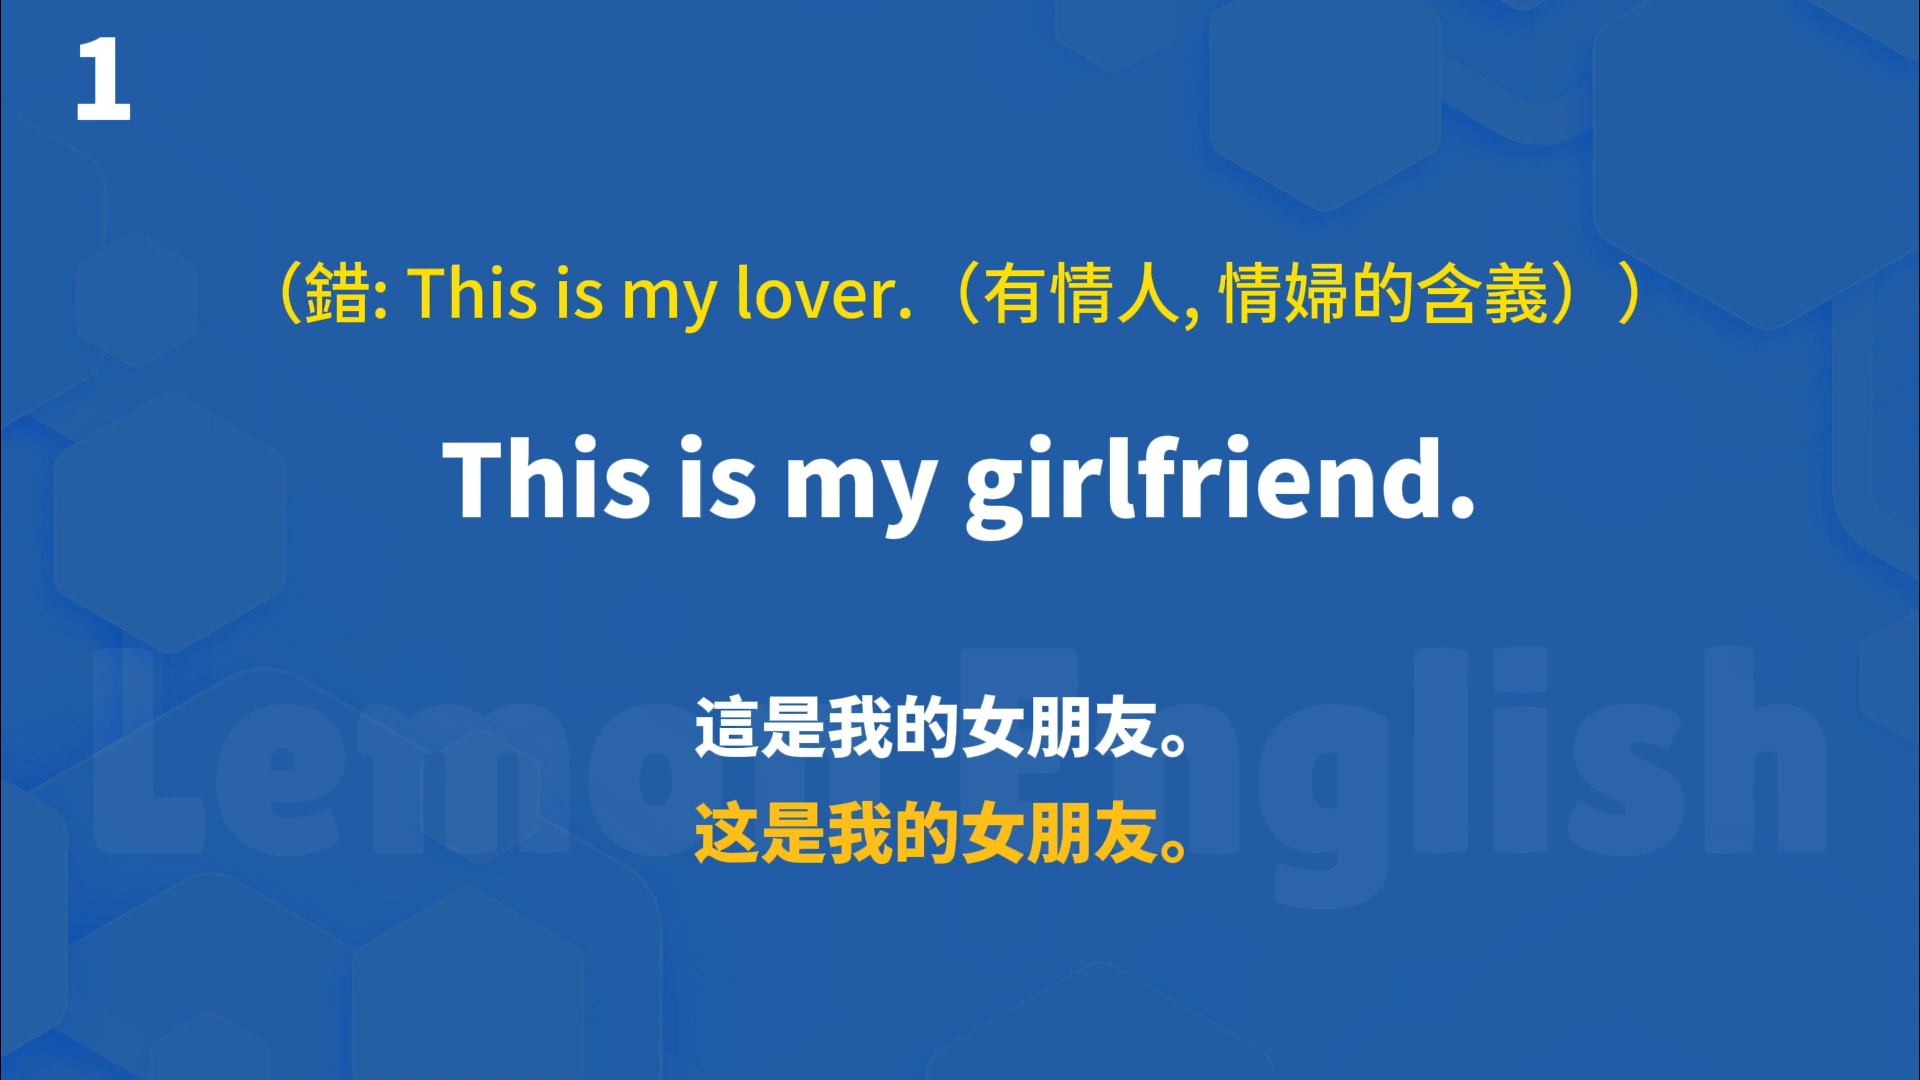 1
（錯: This is my lover.（有情人, 情婦的含義））
This is my girlfriend.
這是我的女朋友。
这是我的女朋友。
Lemon English